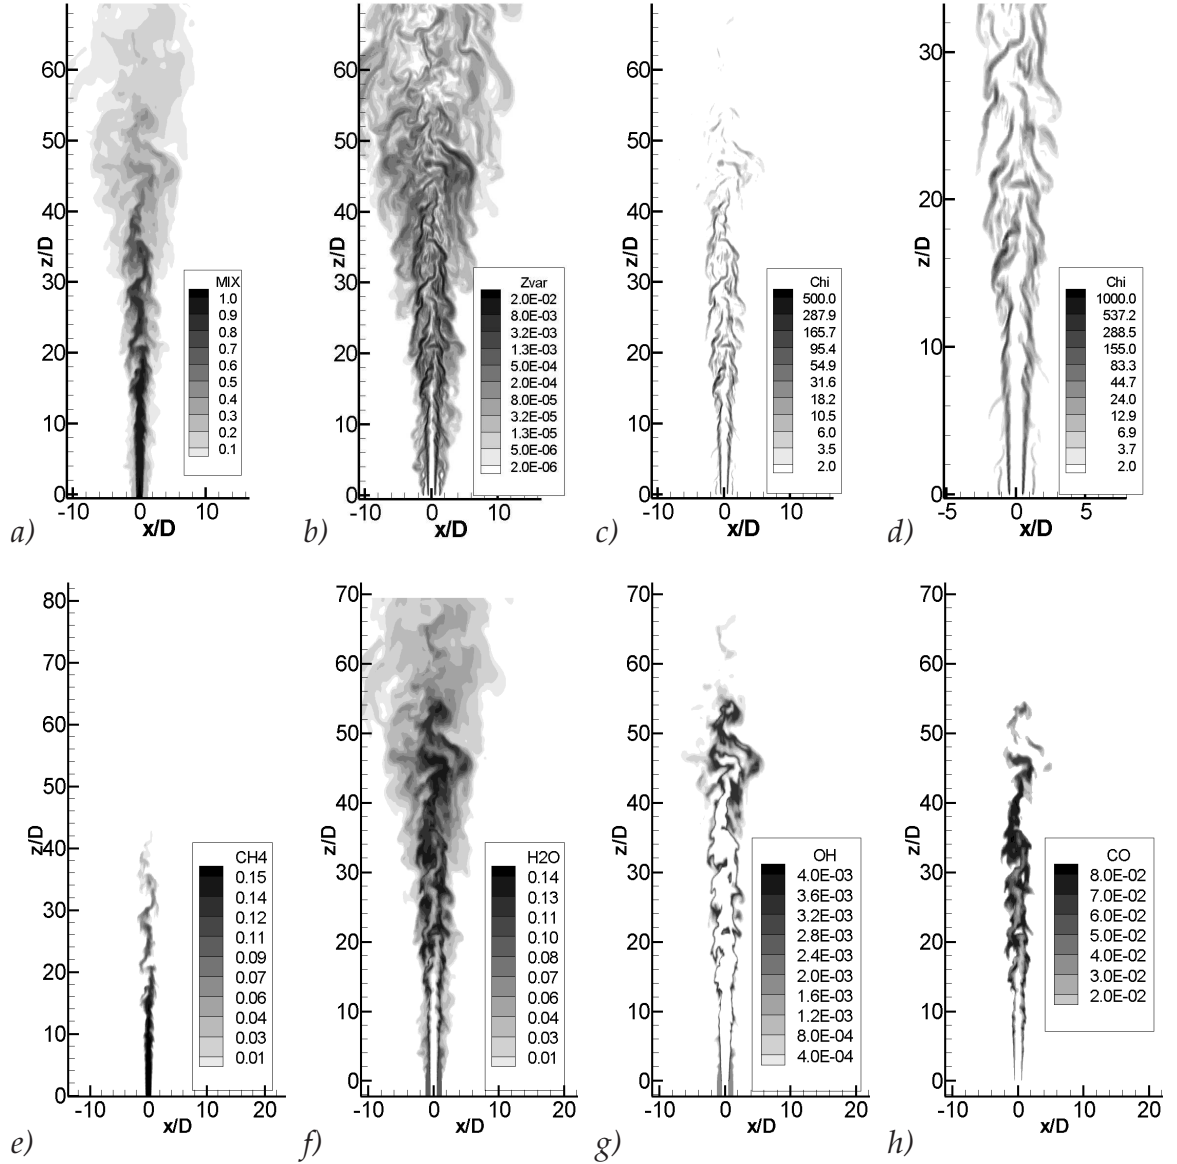 60
50
40
30
20
10
0
z/D
-10
0
10
x/D
MIX
1.0
0.9
0.8
0.7
0.6
0.5
0.4
0.3
0.2
0.1
a)
60
50
40
30
20
10
0
z/D
-10
0
10
x/D
Zvar
2.0E-02
8.0E-03
3.2E-03
1.3E-03
5.0E-04
2.0E-04
8.0E-05
3.2E-05
1.3E-05
5.0E-06
2.0E-06
b)
60
50
40
30
20
10
0
z/D
-10
0
10
x/D
Chi
500.0
287.9
165.7
95.4
54.9
31.6
18.2
10.5
6.0
3.5
2.0
c)
30
20
10
0
z/D
-5
0
5
x/D
Chi
1000.0
537.2
288.5
155.0
83.3
44.7
24.0
12.9
6.9
3.7
2.0
d)
80
70
60
50
40
30
20
10
0
z/D
-10
0
10
20
x/D
CH4
0.15
0.14
0.12
0.11
0.09
0.07
0.06
0.04
0.03
0.01
e)
70
60
50
40
30
20
10
0
z/D
-10
0
10
20
x/D
H2O
0.14
0.13
0.11
0.10
0.08
0.07
0.06
0.04
0.03
0.01
f)
70
60
50
40
30
20
10
0
z/D
-10
0
10
20
x/D
OH
4.0E-03
3.6E-03
3.2E-03
2.8E-03
2.4E-03
2.0E-03
1.6E-03
1.2E-03
8.0E-04
4.0E-04
g)
70
60
50
40
30
20
10
0
z/D
-10
0
10
20
x/D
CO
8.0E-02
7.0E-02
6.0E-02
5.0E-02
4.0E-02
3.0E-02
2.0E-02
h)